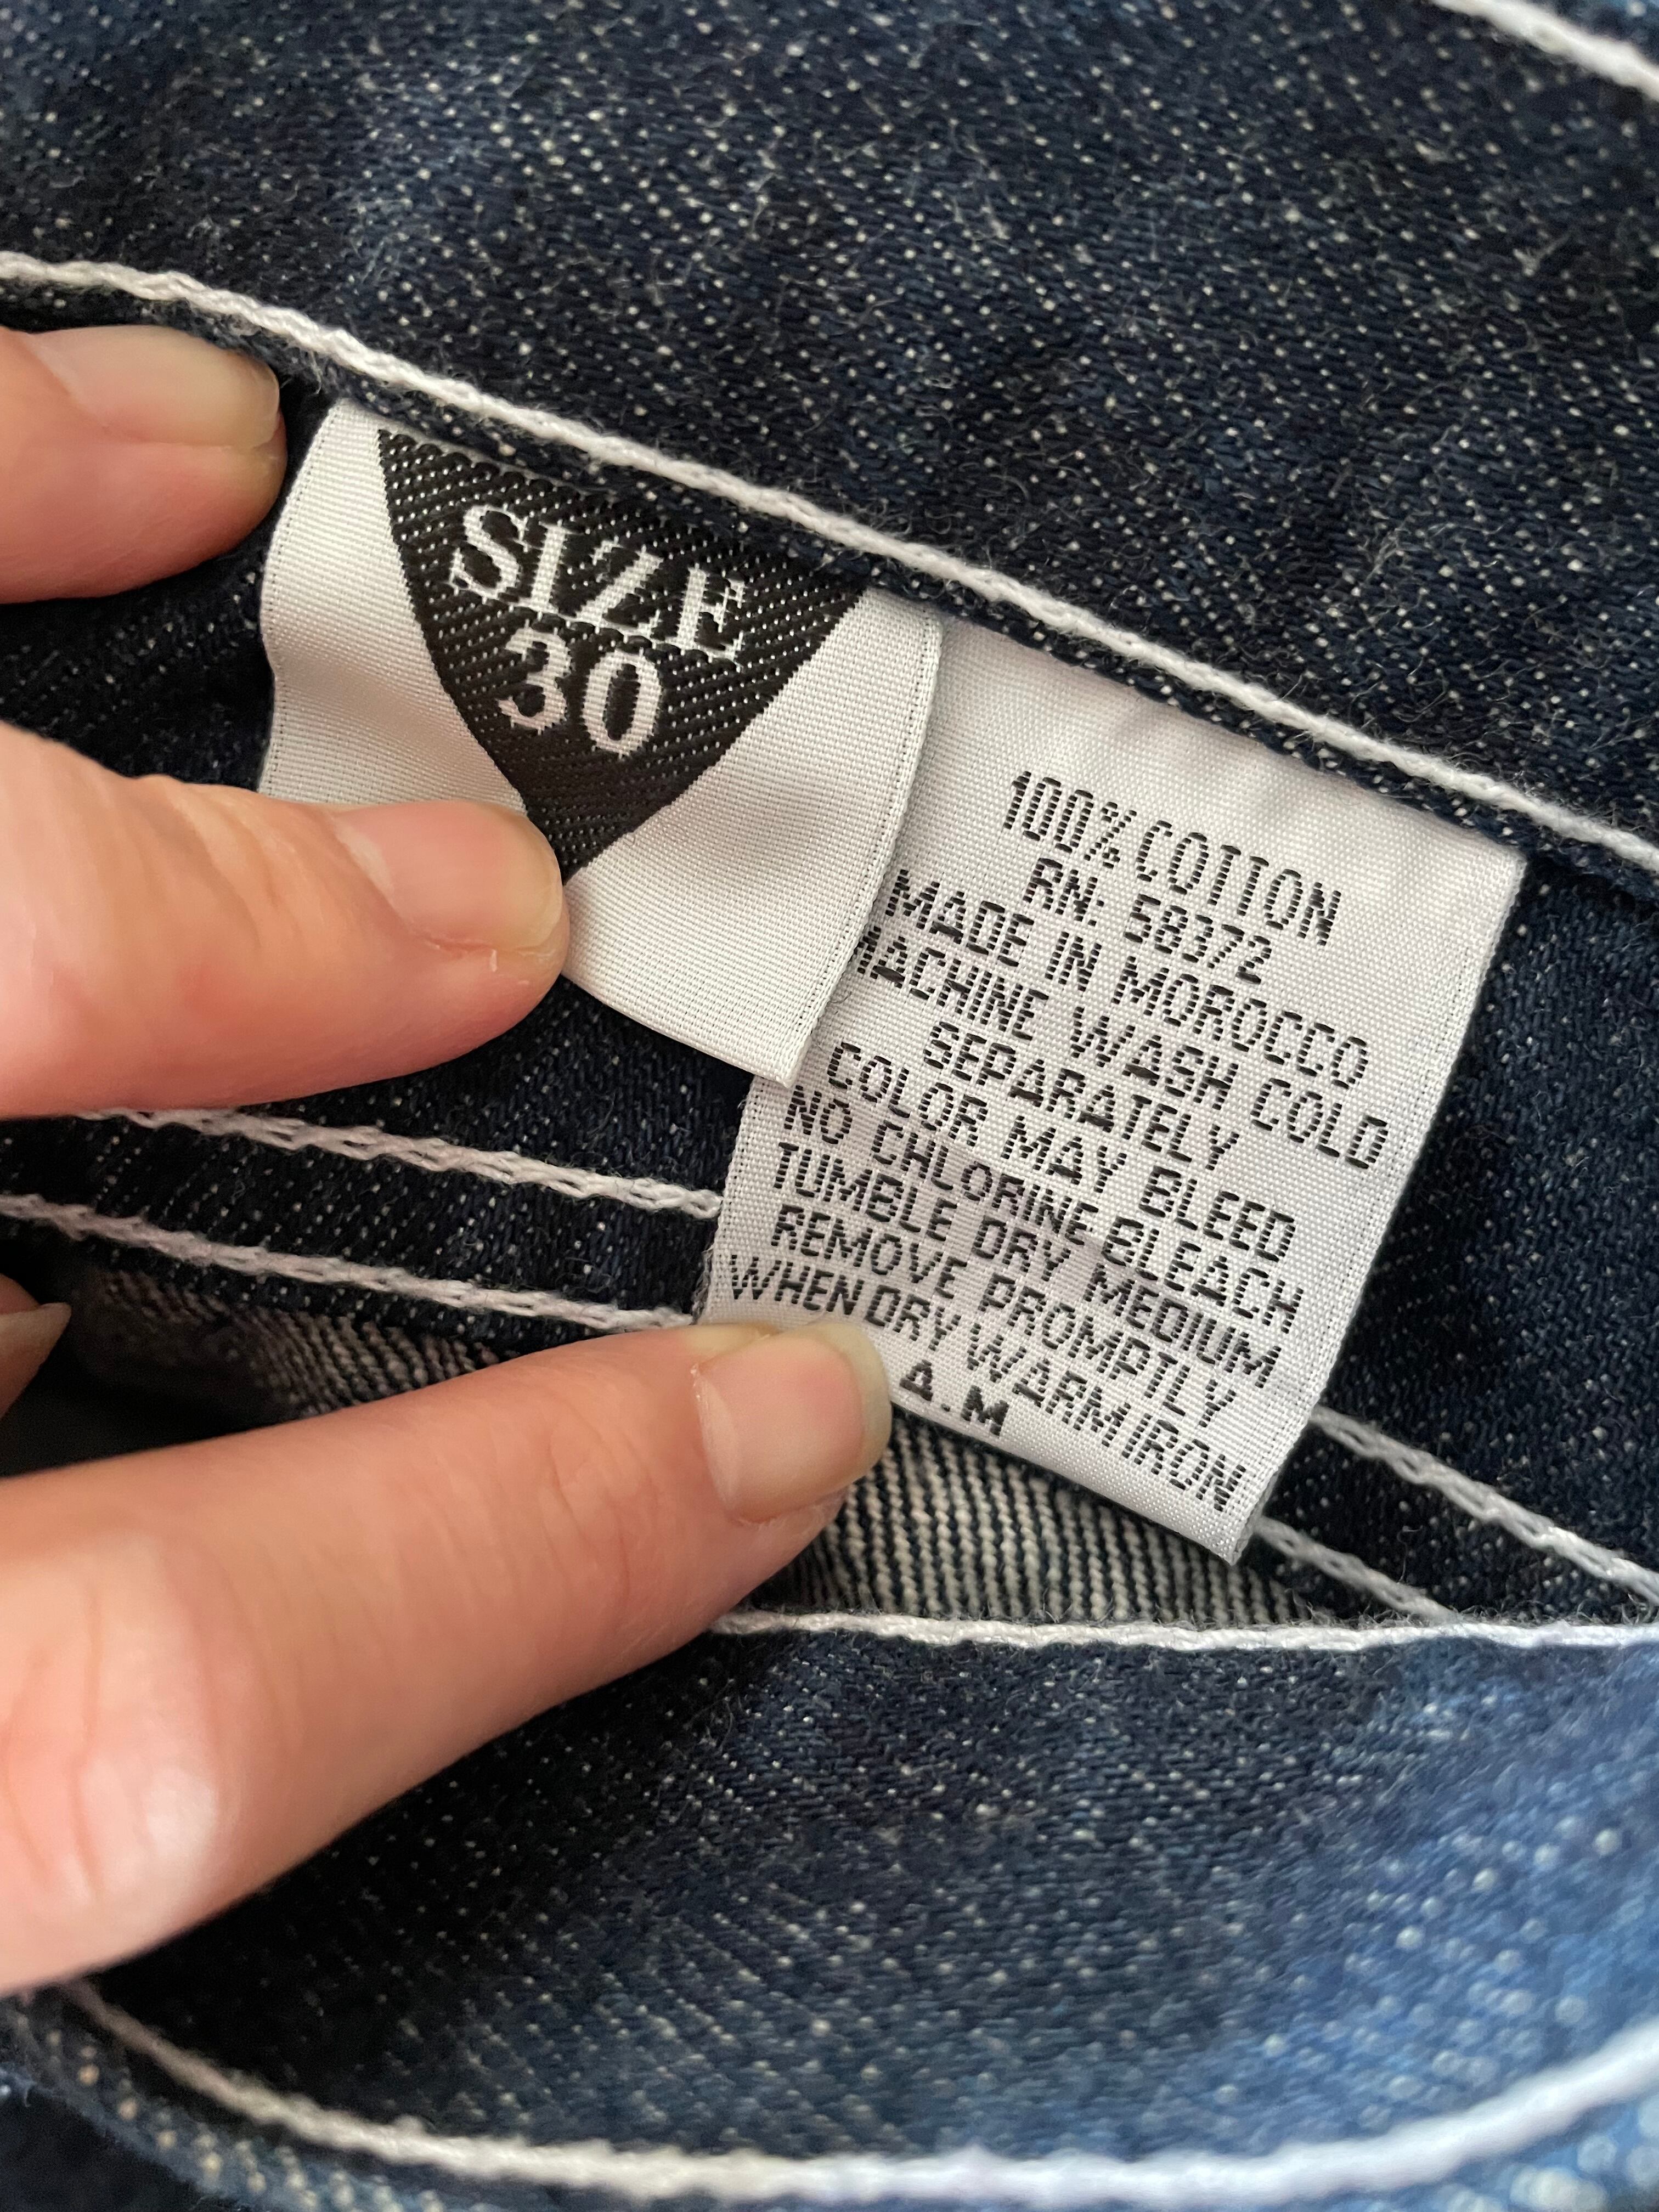 SIZE
30
100% COTTON
RN: 58372
MADE IN MOROCCO
MACHINE WASH COLD
SEPARATELY
COLOR MAY BLEED
NO CHLORINE BLEACH
TUMBLE DRY MEDIUM
REMOVE PROMPTLY
WHEN DRY WARM IRON
A.M